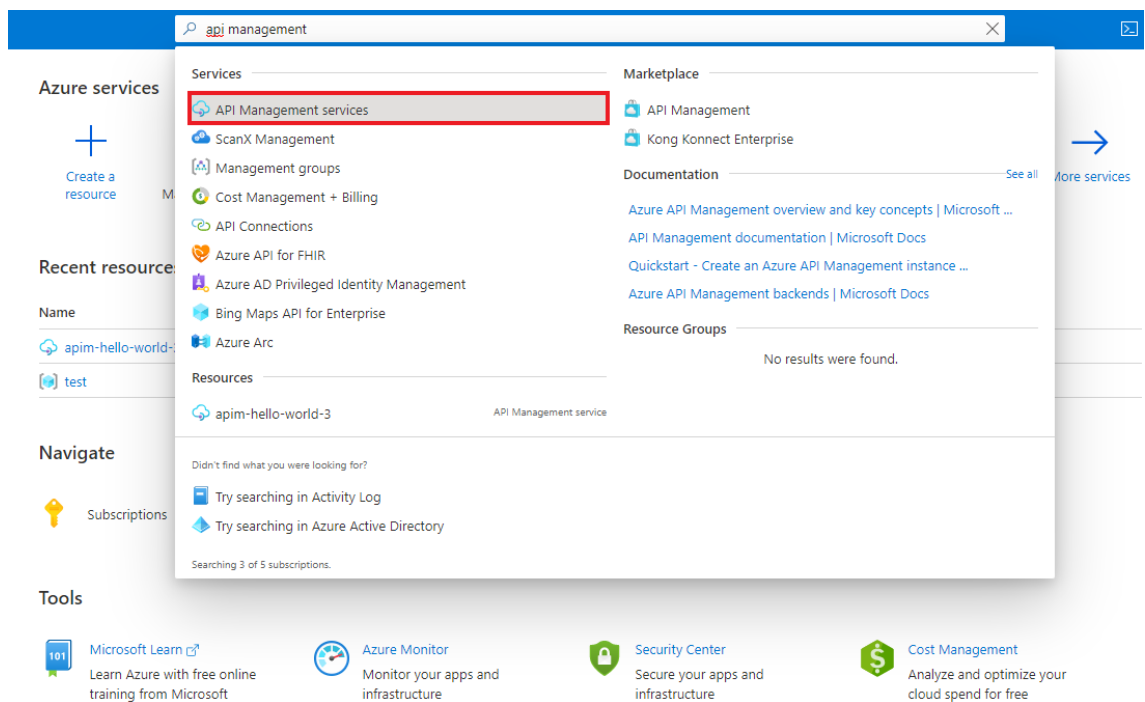 api management
Azure services
Create a
resource
M
More services
Recent resources
Name
apim-hello-world-3
test
Navigate
Subscriptions
Services
API Management services
ScanX Management
Management groups
Cost Management + Billing
API Connections
Azure API for FHIR
Azure AD Privileged Identity Management
Bing Maps API for Enterprise
Azure Arc
Resources
apim-hello-world-3
API Management service
Marketplace
API Management
Kong Konnect Enterprise
Documentation
See all
Azure API Management overview and key concepts | Microsoft ...
API Management documentation | Microsoft Docs
Quickstart - Create an Azure API Management instance ...
Azure API Management backends | Microsoft Docs
Resource Groups
No results were found.
Didn't find what you were looking for?
Try searching in Activity Log
Try searching in Azure Active Directory
Searching 3 of 5 subscriptions.
Tools
101
Microsoft Learn
Learn Azure with free online
training from Microsoft
Azure Monitor
Monitor your apps and
infrastructure
Security Center
Secure your apps and
infrastructure
$
Cost Management
Analyze and optimize your
cloud spend for free